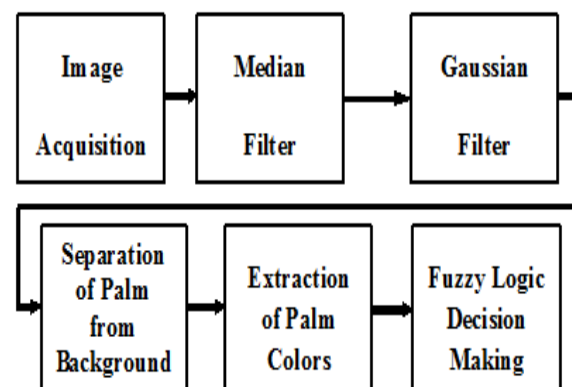 Image
Acquisition
Median
Filter
Gaussian
Filter
Separation
of Palm
from
Background
Extraction
of Palm
Colors
Fuzzy Logic
Decision
Making